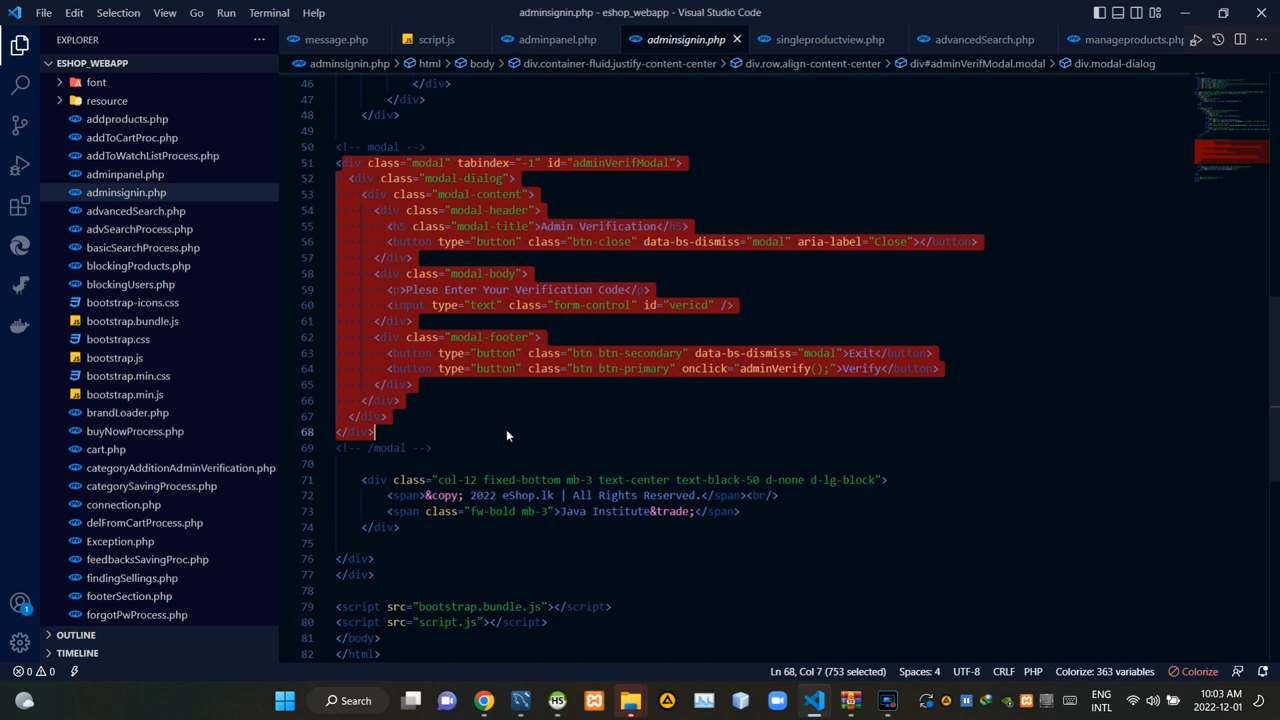 File Edit Selection View Go Run Terminal Help
adminsignin.php - eshop_webapp - Visual Studio Code
EXPLORER
message.php script.js adminpanel.php adminsignin.php singleproductview.php advancedSearch.php manageproducts.php
ESHOP_WEBAPP
adminsignin.php > html > body > div.container-fluid.justify-content-center > div.row.align-content-center > div#adminVerifModal.modal > div.modal-dialog
font
resource
addproducts.php
addToCartProc.php
addToWatchListProcess.php
adminpanel.php
adminsignin.php
advancedSearch.php
advSearchProcess.php
basicSearchProcess.php
blockingProducts.php
blockingUsers.php
bootstrap-icons.css
bootstrap.bundle.js
bootstrap.css
bootstrap.js
bootstrap.min.css
bootstrap.min.js
brandLoader.php
buyNowProcess.php
cart.php
categoryAdditionAdminVerification.php
categorySavingProcess.php
connection.php
delFromCartProcess.php
Exception.php
feedbacksSavingProc.php
findingSellings.php
footerSection.php
forgotPwProcess.php
OUTLINE
TIMELINE
46 </div>
47 </div>
48 </div>
49
50 <!-- modal -->
51 <div class="modal" tabindex="-1" id="adminVerifModal">
52 <div class="modal-dialog">
53 <div class="modal-content">
54 <div class="modal-header">
55 <h5 class="modal-title">Admin Verification</h5>
56 <button type="button" class="btn-close" data-bs-dismiss="modal" aria-label="Close"></button>
57 </div>
58 <div class="modal-body">
59 <p>Plese Enter Your Verification Code</p>
60 <input type="text" class="form-control" id="vericd" />
61 </div>
62 <div class="modal-footer">
63 <button type="button" class="btn btn-secondary" data-bs-dismiss="modal">Exit</button>
64 <button type="button" class="btn btn-primary" onclick="adminVerify();">Verify</button>
65 </div>
66 </div>
67 </div>
68 </div>
69 <!-- /modal -->
70
71 <div class="col-12 fixed-bottom mb-3 text-center text-black-50 d-none d-lg-block">
72 <span>&copy; 2022 eShop.lk | All Rights Reserved.</span><br/>
73 <span class="fw-bold mb-3">Java Institute&trade;</span>
74 </div>
75
76 </div>
77 </div>
78
79 <script src="bootstrap.bundle.js"></script>
80 <script src="script.js"></script>
81 </body>
82 </html>
0 0 Ln 68, Col 7 (753 selected) Spaces: 4 UTF-8 CRLF PHP Colorize: 363 variables Colorize
Search
ENG
INTL
10:03 AM
2022-12-01